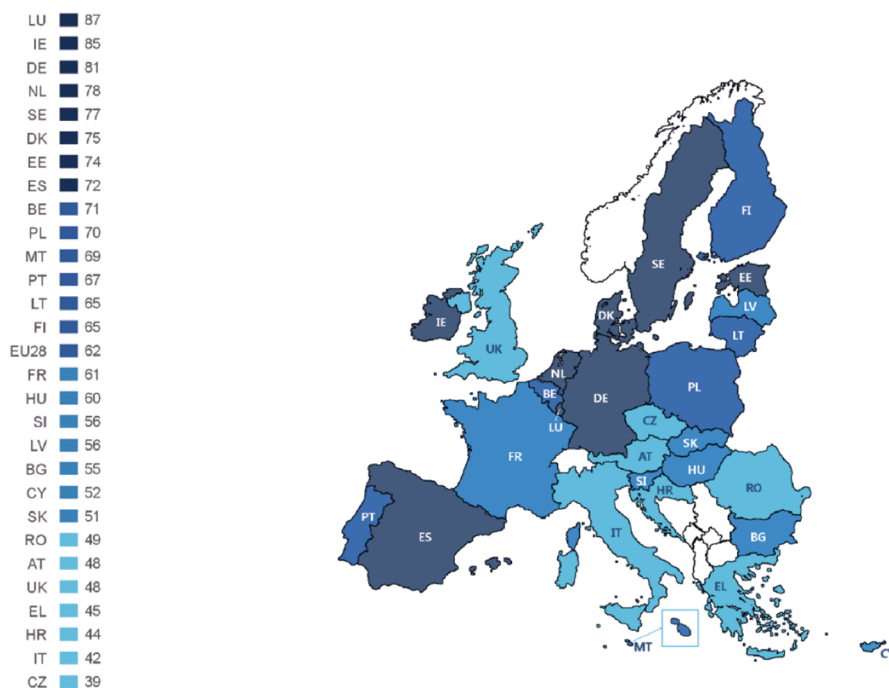 LU 87
IE 85
DE 81
NL 78
SE 77
DK 75
EE 74
ES 72
BE 71
PL 70
MT 69
PT 67
LT 65
FI 65
EU28 62
FR 61
HU 60
SI 56
LV 56
BG 55
CY 52
SK 51
RO 49
AT 48
UK 48
EL 45
HR 44
IT 42
CZ 39
FI
SE
EE
LV
DK
LT
IE
UK
NL
BE
DE
PL
LU
CZ
SK
FR
AT
HU
SI
HR
RO
PT
ES
IT
BG
EL
MT